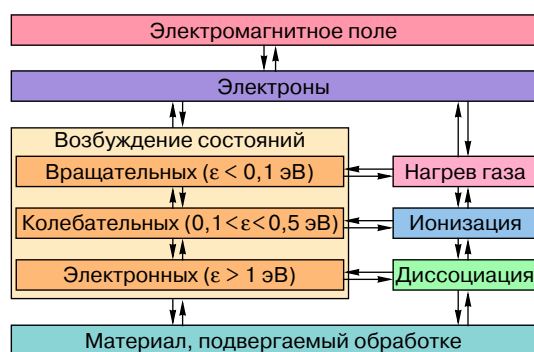 Электромагнитное поле
Электроны
Возбуждение состояний
Вращательных (ε < 0,1 эВ)
Нагрев газа
Колебательных (0,1<ε<0,5 эВ)
Ионизация
Электронных (ε > 1 эВ)
Диссоциация
Материал, подвергаемый обработке